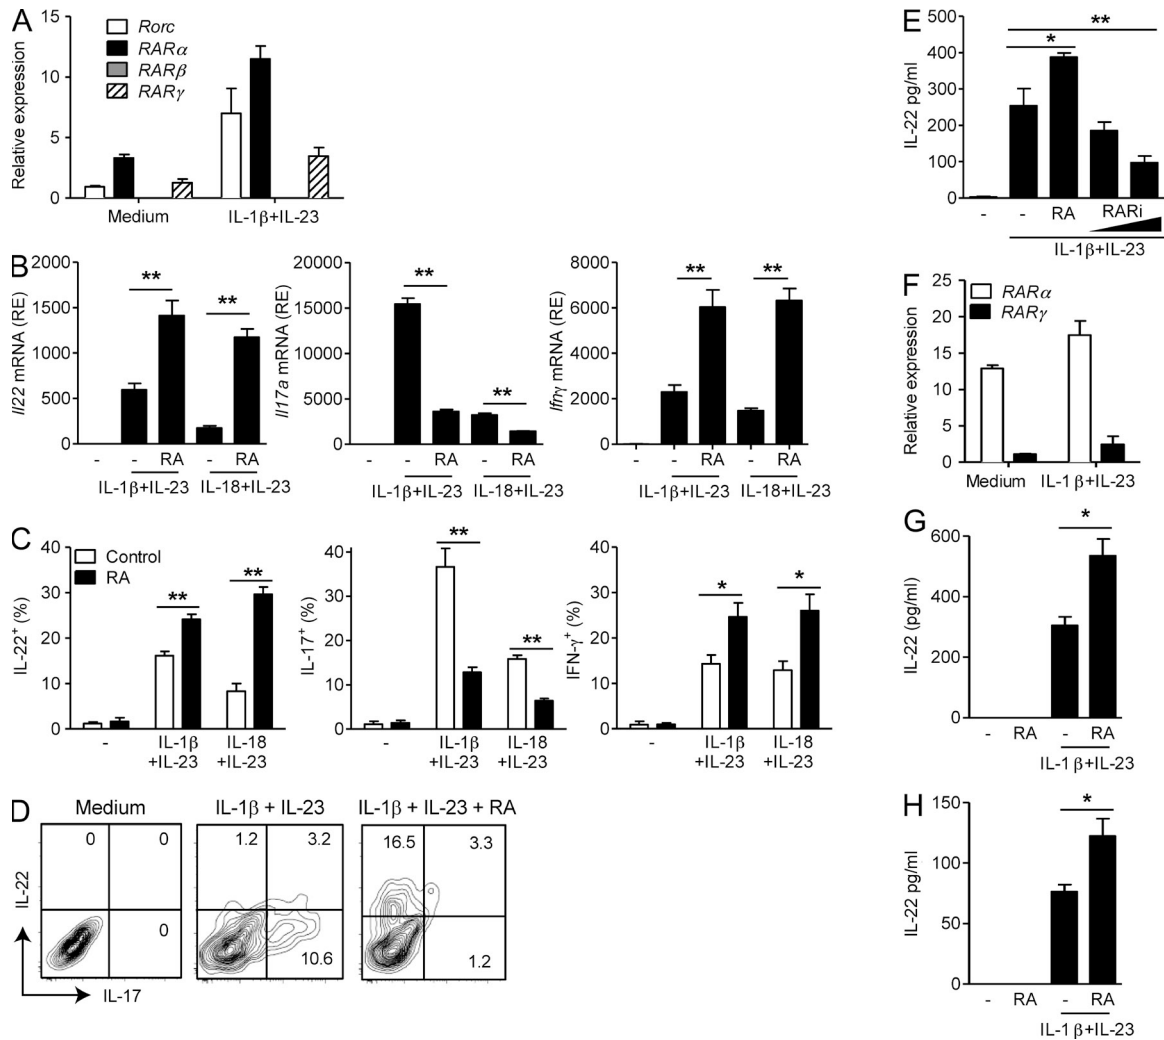 A
15
10
5
0
Relative expression
Rorc
RARα
RARβ
RARγ
Medium
IL-1β+IL-23
B
2000
1500
1000
500
0
Il22 mRNA (RE)
**
**
- - RA - RA
IL-1β+IL-23 IL-18+IL-23
20000
15000
10000
5000
0
Il17a mRNA (RE)
**
**
- - RA - RA
IL-1β+IL-23 IL-18+IL-23
8000
6000
4000
2000
0
Ifnγ mRNA (RE)
**
**
- - RA - RA
IL-1β+IL-23 IL-18+IL-23
C
40
30
20
10
0
IL-22+ (%)
Control
RA
**
**
- IL-1β IL-18
+IL-23 +IL-23
40
30
20
10
0
IL-17+ (%)
**
**
- IL-1β IL-18
+IL-23 +IL-23
40
30
20
10
0
IFN-γ+ (%)
*
*
- IL-1β IL-18
+IL-23 +IL-23
D
Medium
0 0
0
IL-1β + IL-23
1.2 3.2
10.6
IL-1β + IL-23 + RA
16.5 3.3
1.2
IL-22
IL-17
E
500
400
300
200
100
0
IL-22 pg/ml
**
*
- - RA RARi
IL-1β+IL-23
F
25
20
15
10
5
0
Relative expression
RARα
RARγ
Medium IL-1 β+IL-23
G
600
400
300
200
0
IL-22 (pg/ml)
*
- RA - RA
IL-1 β+IL-23
H
150
100
50
0
IL-22 pg/ml
*
- RA - RA
IL-1 β+IL-23